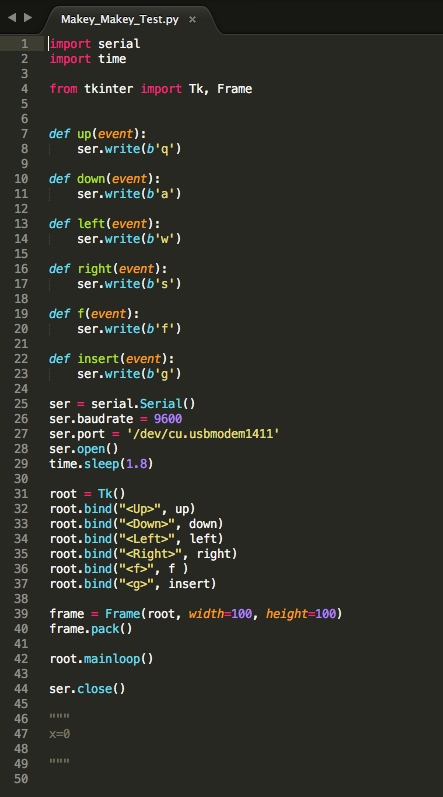 Makey_Makey_Test.py ×
1 import serial
2 import time
3
4 from tkinter import Tk, Frame
5
6
7 def up(event):
8     ser.write(b'q')
9
10 def down(event):
11     ser.write(b'a')
12
13 def left(event):
14     ser.write(b'w')
15
16 def right(event):
17     ser.write(b's')
18
19 def f(event):
20     ser.write(b'f')
21
22 def insert(event):
23     ser.write(b'g')
24
25 ser = serial.Serial()
26 ser.baudrate = 9600
27 ser.port = '/dev/cu.usbmodem1411'
28 ser.open()
29 time.sleep(1.8)
30
31 root = Tk()
32 root.bind("<Up>", up)
33 root.bind("<Down>", down)
34 root.bind("<Left>", left)
35 root.bind("<Right>", right)
36 root.bind("<f>", f )
37 root.bind("<g>", insert)
38
39 frame = Frame(root, width=100, height=100)
40 frame.pack()
41
42 root.mainloop()
43
44 ser.close()
45
46 """
47 x=0
48
49 """
50